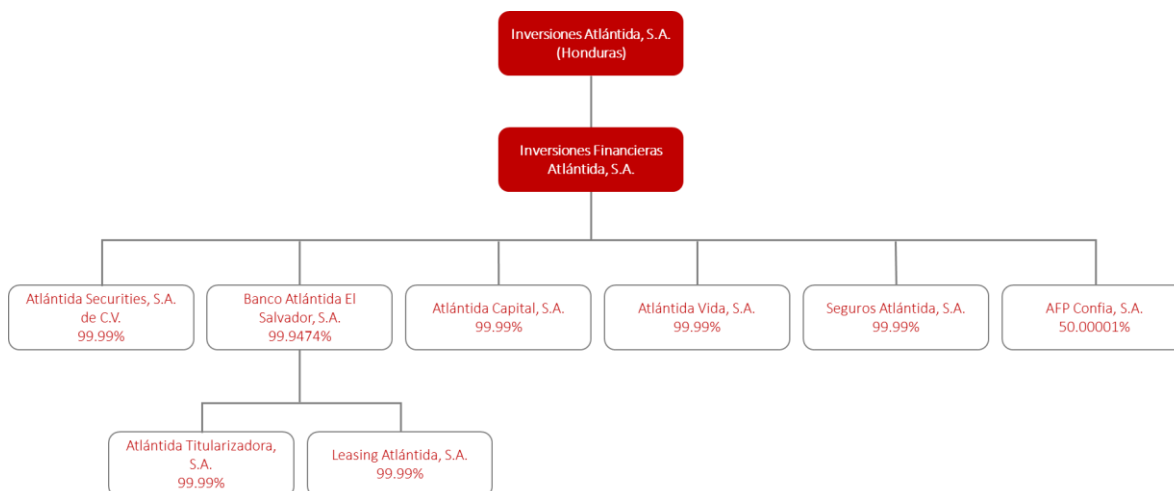 Inversiones Atlántida, S.A.
(Honduras)
Inversiones Financieras
Atlántida, S.A.
Atlántida Securities, S.A.
de C.V.
99.99%
Banco Atlántida El
Salvador, S.A.
99.9474%
Atlántida Capital, S.A.
99.99%
Atlántida Vida, S.A.
99.99%
Seguros Atlántida, S.A.
99.99%
AFP Confia, S.A.
50.00001%
Atlántida Titularizadora,
S.A.
99.99%
Leasing Atlántida, S.A.
99.99%